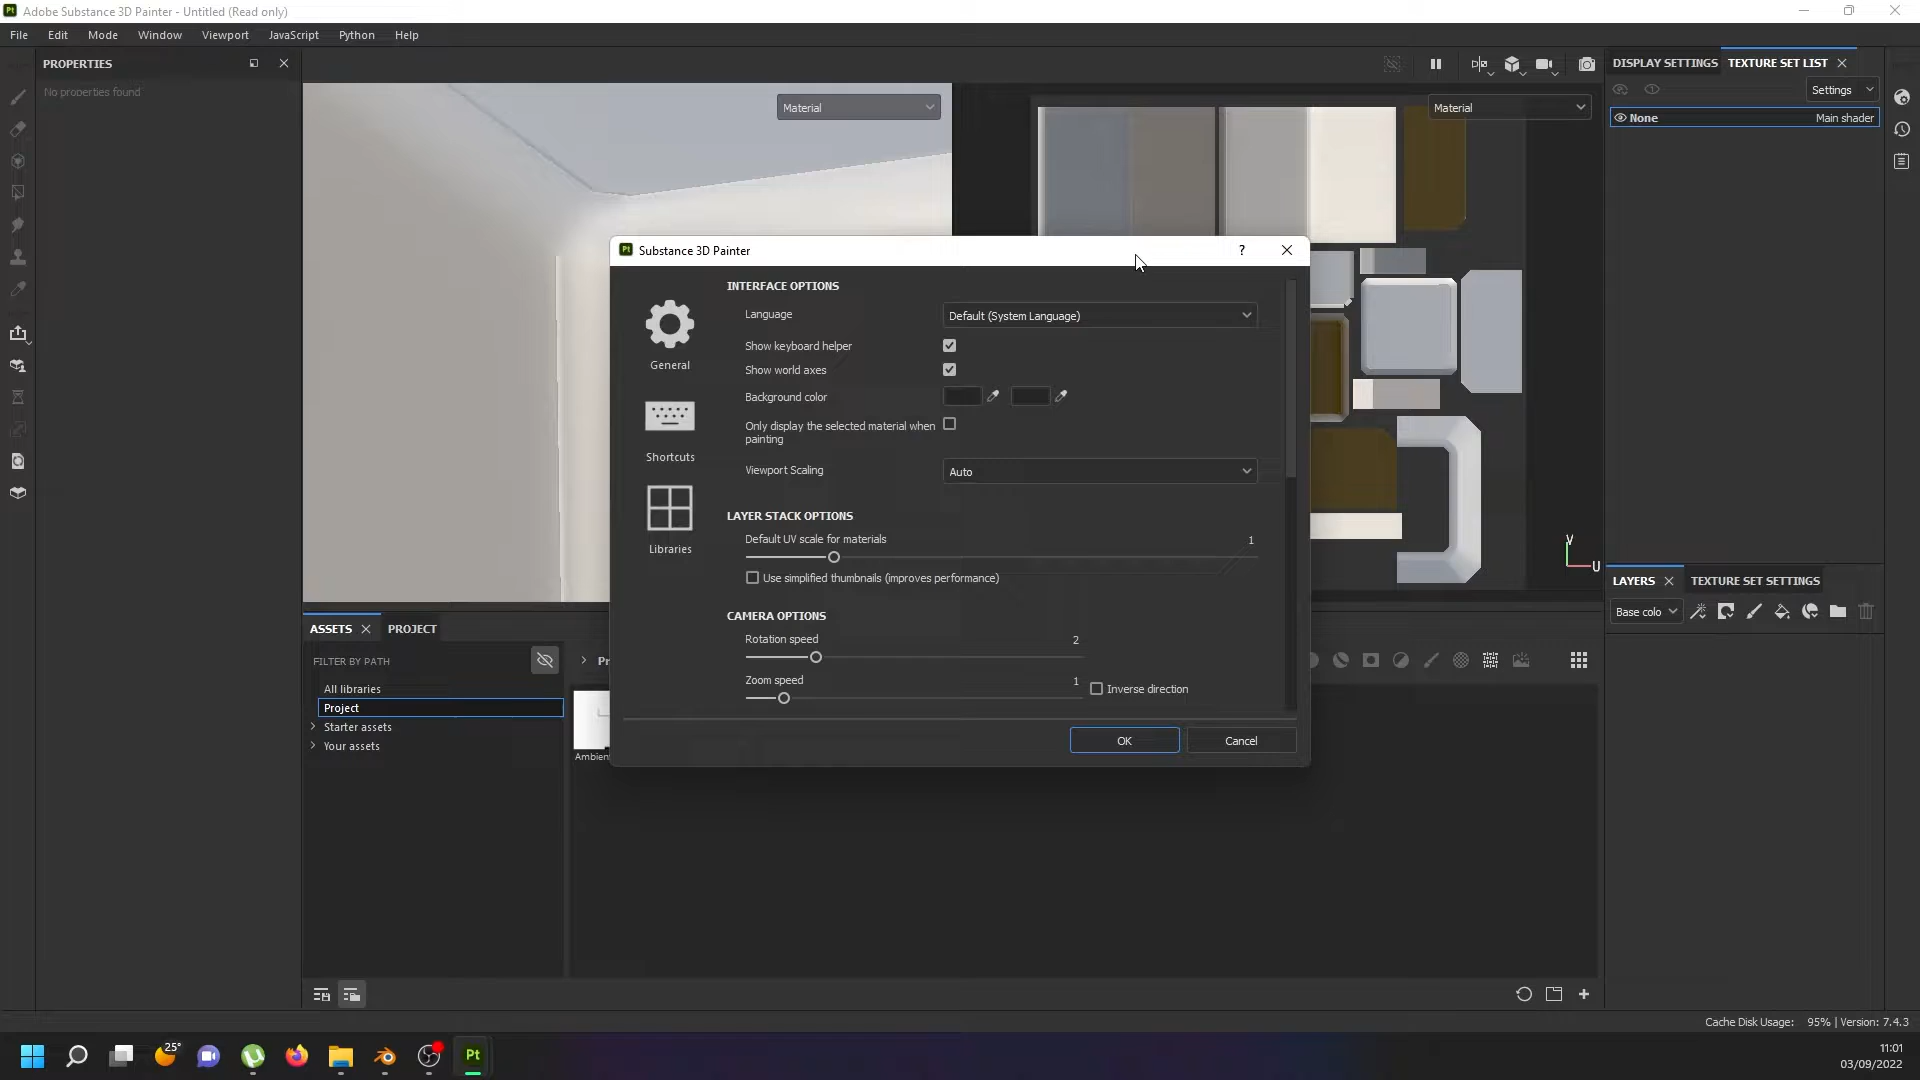 Adobe Substance 3D Painter - Untitled (Read only)
File Edit Mode Window Viewport JavaScript Python Help
PROPERTIES
No properties found
Material
Material
DISPLAY SETTINGS TEXTURE SET LIST
Settings
None Main shader
Substance 3D Painter
?
INTERFACE OPTIONS
General
Shortcuts
Libraries
Language Default (System Language)
Show keyboard helper
Show world axes
Background color
Only display the selected material when
painting
Viewport Scaling Auto
LAYER STACK OPTIONS
Default UV scale for materials 1
Use simplified thumbnails (improves performance)
CAMERA OPTIONS
Rotation speed 2
Zoom speed 1
Inverse direction
OK Cancel
V
U
LAYERS TEXTURE SET SETTINGS
Base colo
ASSETS PROJECT
FILTER BY PATH
All libraries
Project
Starter assets
Your assets
Pr
Ambien
Cache Disk Usage: 95% | Version: 7.4.3
25°
Pt
11:01
03/09/2022